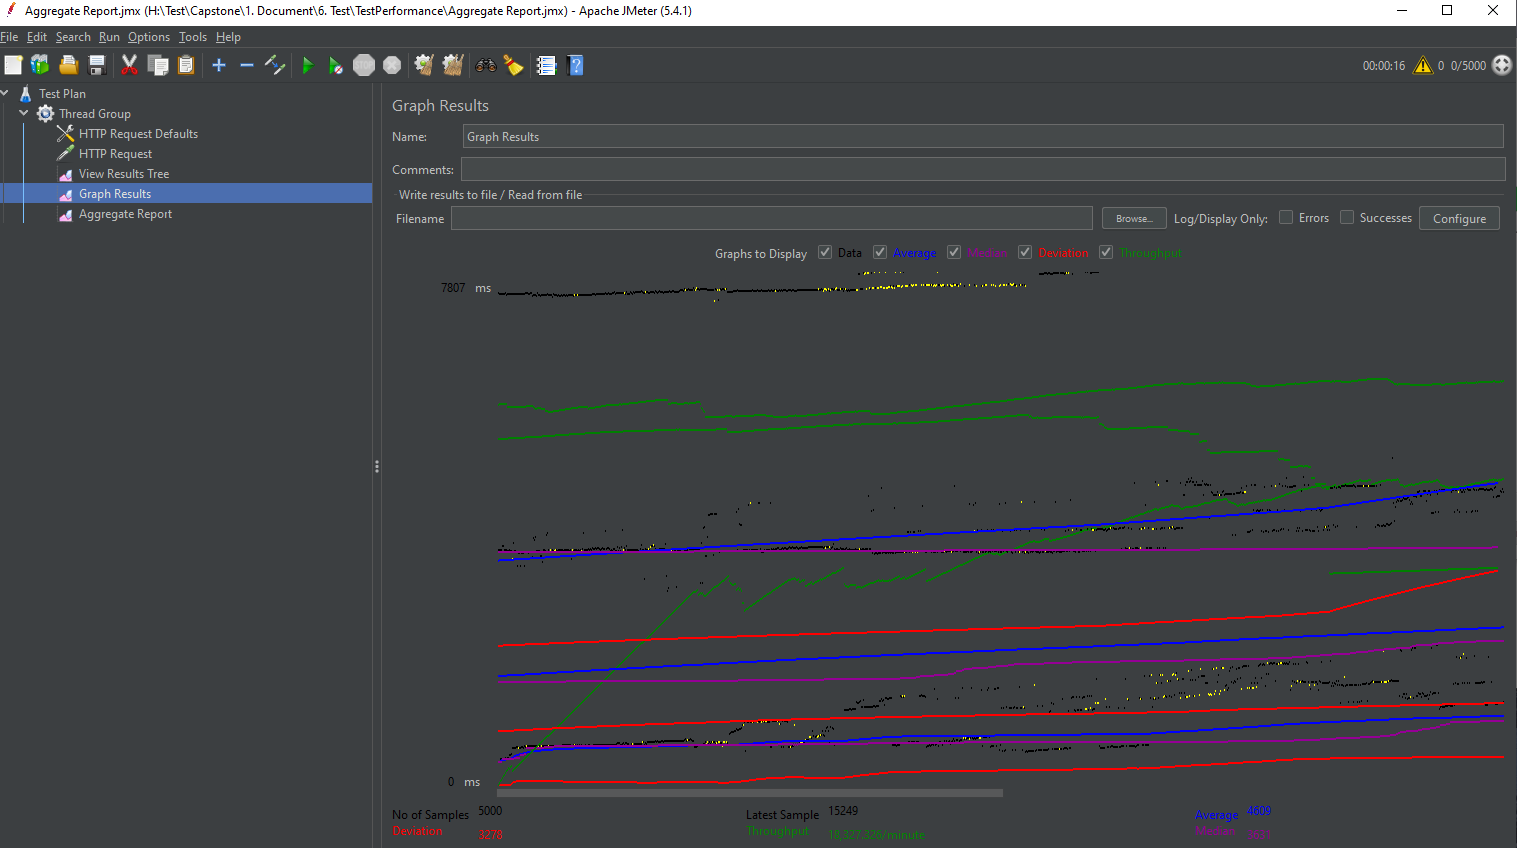 Aggregate Report.jmx (H:\Test\Capstone\1. Document\6. Test\TestPerformance\Aggregate Report.jmx) - Apache JMeter (5.4.1)
File Edit Search Run Options Tools Help
00:00:16 0 0/5000
Test Plan
Thread Group
HTTP Request Defaults
HTTP Request
View Results Tree
Graph Results
Aggregate Report
Graph Results
Name: Graph Results
Comments:
Write results to file / Read from file
Filename Browse... Log/Display Only: Errors Successes Configure
Graphs to Display Data Average Median Deviation Throughput
7807 ms
0 ms
No of Samples 5000 Latest Sample 15249 Average 4609
Deviation 3278 Throughput 18,327.328/minute Median